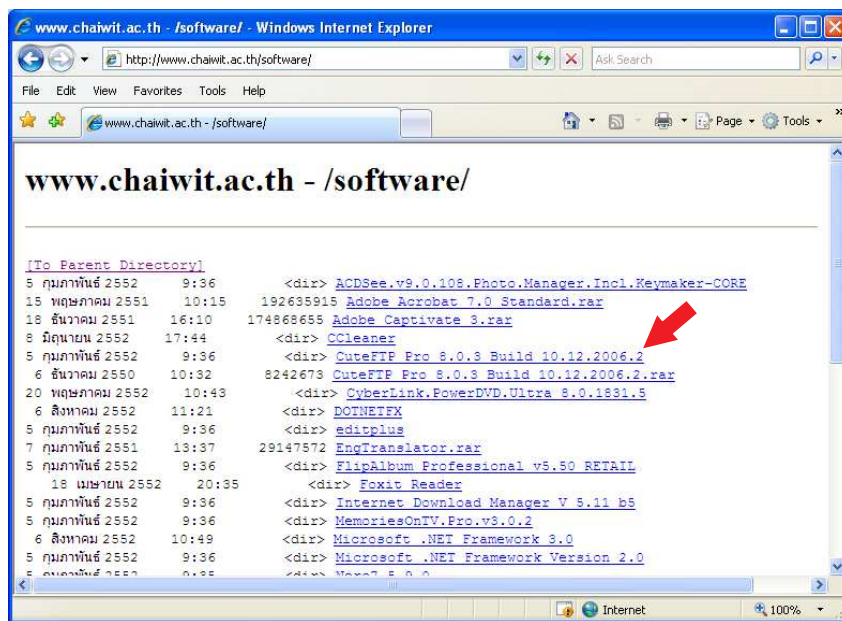 www.chaiwit.ac.th - /software/ - Windows Internet Explorer
http://www.chaiwit.ac.th/software/
Ask Search
File Edit View Favorites Tools Help
www.chaiwit.ac.th - /software/
Page Tools
www.chaiwit.ac.th - /software/
[To Parent Directory]
5 กุมภาพันธ์ 2552 9:36 <dir> ACDSee.v9.0.108.Photo.Manager.Incl.Keymaker-CORE
15 พฤษภาคม 2551 10:15 192635915 Adobe Acrobat 7.0 Standard.rar
18 ธันวาคม 2551 16:10 174868655 Adobe Captivate 3.rar
8 มิถุนายน 2552 17:44 <dir> CCleaner
5 กุมภาพันธ์ 2552 9:36 <dir> CuteFTP Pro 8.0.3 Build 10.12.2006.2
6 ธันวาคม 2550 10:32 8242673 CuteFTP Pro 8.0.3 Build 10.12.2006.2.rar
20 พฤษภาคม 2552 10:43 <dir> CyberLink.PowerDVD.Ultra 8.0.1831.5
6 สิงหาคม 2552 11:21 <dir> DOTNETFX
5 กุมภาพันธ์ 2552 9:36 <dir> editplus
7 กุมภาพันธ์ 2551 13:37 29147572 EngTranslator.rar
5 กุมภาพันธ์ 2552 9:36 <dir> FlipAlbum Professional v5.50 RETAIL
18 เมษายน 2552 20:35 <dir> Foxit Reader
5 กุมภาพันธ์ 2552 9:36 <dir> Internet Download Manager V 5.11 b5
5 กุมภาพันธ์ 2552 9:36 <dir> MemoriesOnTV.Pro.v3.0.2
6 สิงหาคม 2552 10:49 <dir> Microsoft .NET Framework 3.0
5 กุมภาพันธ์ 2552 9:36 <dir> Microsoft .NET Framework Version 2.0
Internet 100%